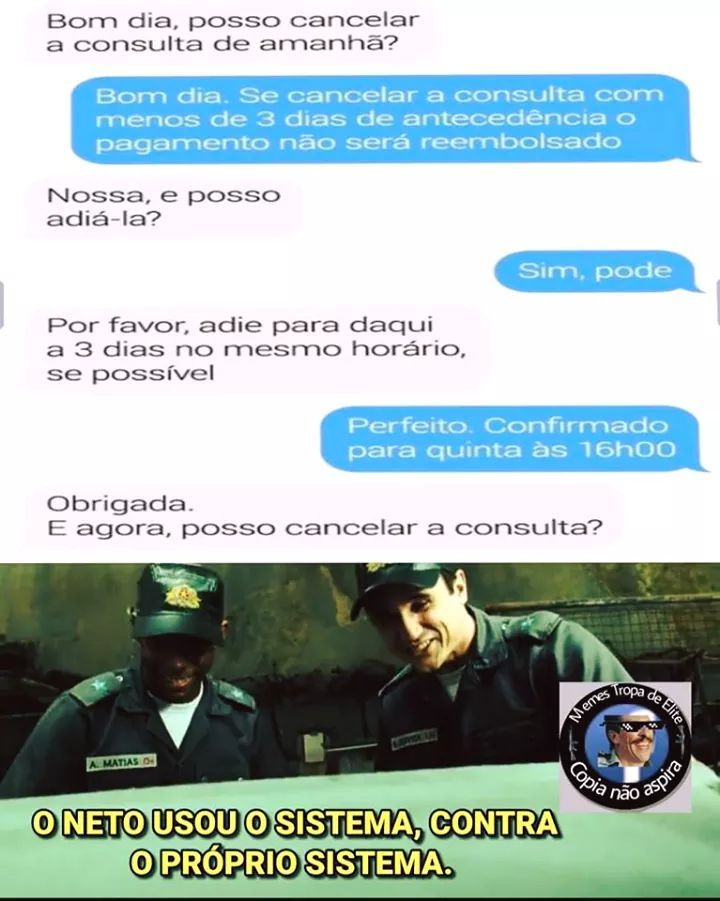 Bom dia, posso cancelar
a consulta de amanhã?
Bom dia. Se cancelar a consulta com
menos de 3 dias de antecedência o
pagamento não será reembolsado
Nossa, e posso
adiá-la?
Sim, pode
Por favor, adie para daqui
a 3 dias no mesmo horário,
se possível
Perfeito. Confirmado
para quinta às 16h00
Obrigada.
E agora, posso cancelar a consulta?
A. MATIAS O+
Memes Tropa de Elite
Copia não aspira
O NETO USOU O SISTEMA, CONTRA
O PRÓPRIO SISTEMA.